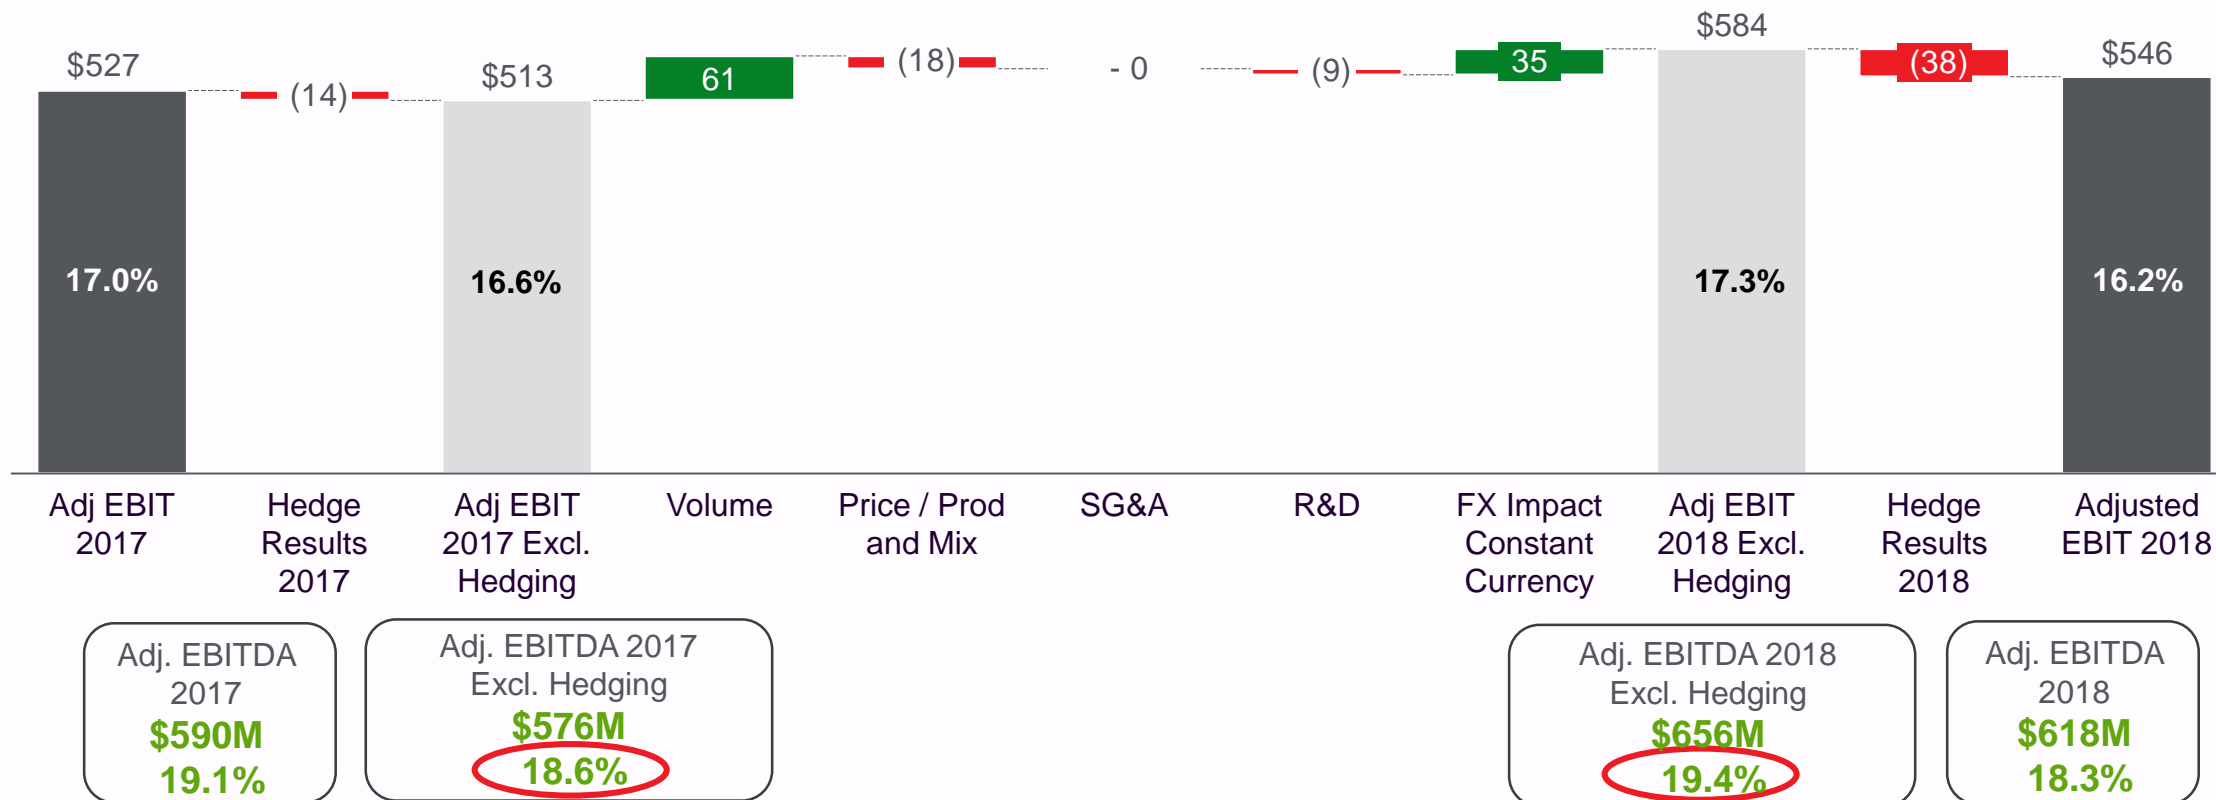 $527
(14)
$513
61
(18)
- 0
(9)
35
$584
(38)
$546
17.0%
16.6%
17.3%
16.2%
Adj EBIT
2017
Hedge
Results
2017
Adj EBIT
2017 Excl.
Hedging
Volume
Price / Prod
and Mix
SG&A
R&D
FX Impact
Constant
Currency
Adj EBIT
2018 Excl.
Hedging
Hedge
Results
2018
Adjusted
EBIT 2018
Adj. EBITDA
2017
$590M
19.1%
Adj. EBITDA 2017
Excl. Hedging
$576M
18.6%
Adj. EBITDA 2018
Excl. Hedging
$656M
19.4%
Adj. EBITDA
2018
$618M
18.3%